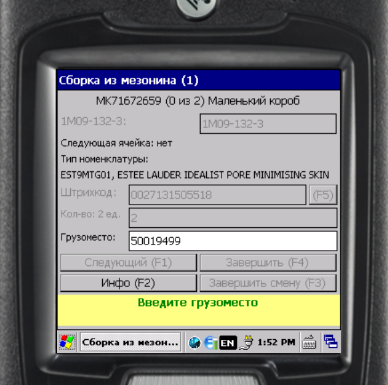 Сборка из мезонина (1)
МК71672659 (0 из 2) Маленький короб
1М09-132-3: 1М09-132-3
Следующая ячейка: нет
Тип номенклатуры:
EST9MTG01, ESTEE LAUDER IDEALIST PORE MINIMISING SKIN
Штрихкод: 0027131505518 (F5)
Кол-во: 2 ед. 2
Грузоместо: 50019499
Следующий (F1) Завершить (F4)
Инфо (F2) Завершить смену (F3)
Введите грузоместо
Сборка из мезон... EN 1:52 PM